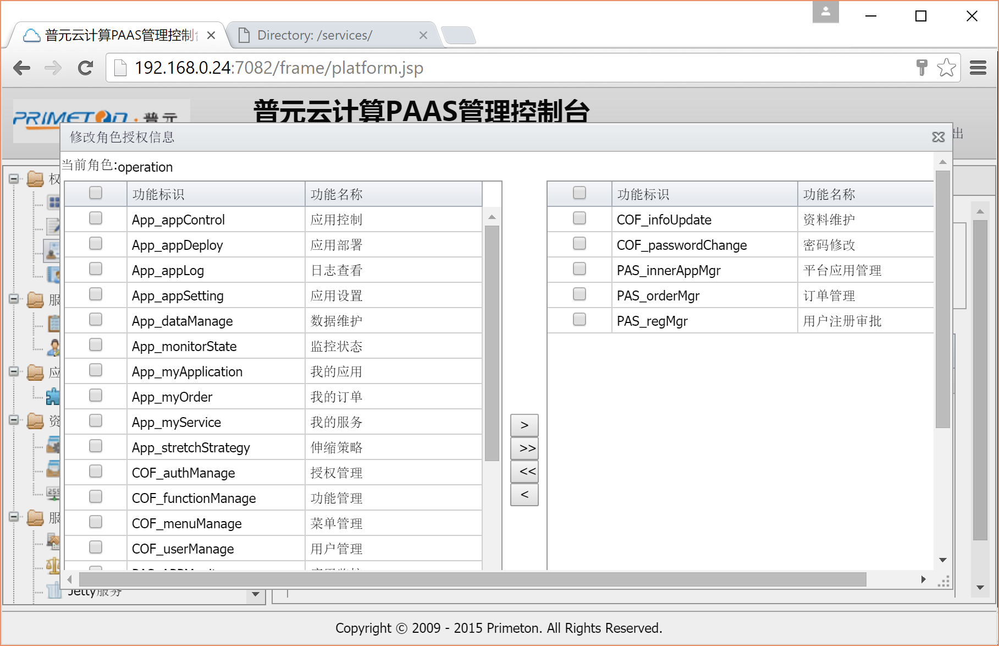 普元云计算PAAS管理控制台 Directory: /services/
192.168.0.24:7082/frame/platform.jsp
PRIMETON·普元 普元云计算PAAS管理控制台
修改角色授权信息 出
当前角色:operation
权
功能标识 功能名称 功能标识 功能名称
App_appControl 应用控制 COF_infoUpdate 资料维护
App_appDeploy 应用部署 COF_passwordChange 密码修改
App_appLog 日志查看 PAS_innerAppMgr 平台应用管理
服 App_appSetting 应用设置 PAS_orderMgr 订单管理
App_dataManage 数据维护 PAS_regMgr 用户注册审批
App_monitorState 监控状态
应 App_myApplication 我的应用
App_myOrder 我的订单
资 App_myService 我的服务 >
App_stretchStrategy 伸缩策略 >>
COF_authManage 授权管理 <<
255 COF_functionManage 功能管理 <
服 COF_menuManage 菜单管理
COF_userManage 用户管理
Jetty服务
Copyright © 2009 - 2015 Primeton. All Rights Reserved.